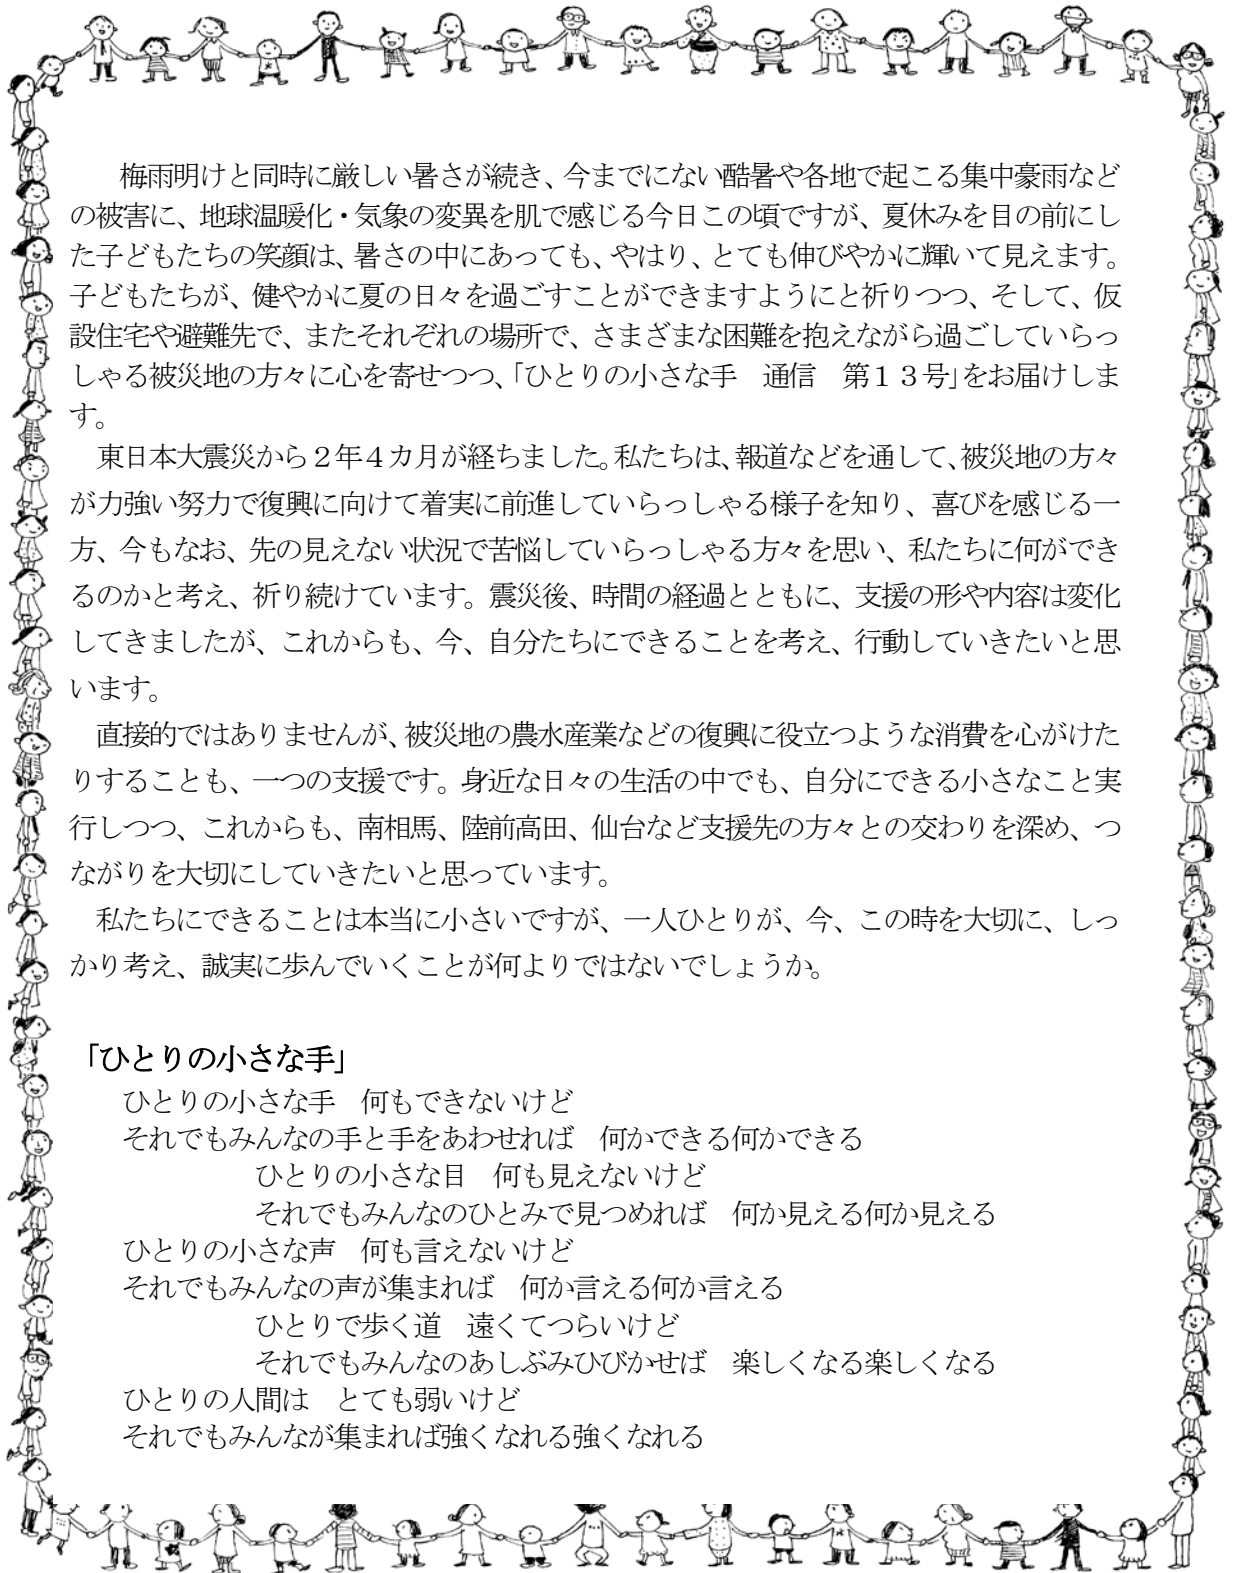 梅雨明けと同時に厳しい暑さが続き、今までにない酷暑や各地で起こる集中豪雨など
の被害に、地球温暖化・気象の変異を肌で感じる今日この頃ですが、夏休みを目の前にし
た子どもたちの笑顔は、暑さの中にあっても、やはり、とても伸びやかに輝いて見えます。
子どもたちが、健やかに夏の日々を過ごすことができますようにと祈りつつ、そして、仮
設住宅や避難先で、またそれぞれの場所で、さまざまな困難を抱えながら過ごしていらっ
しゃる被災地の方々に心を寄せつつ、「ひとりの小さな手　通信　第１３号」をお届けしま
す。
東日本大震災から２年４カ月が経ちました。私たちは、報道などを通して、被災地の方々
が力強い努力で復興に向けて着実に前進していらっしゃる様子を知り、喜びを感じる一
方、今もなお、先の見えない状況で苦悩していらっしゃる方々を思い、私たちに何ができ
るのかと考え、祈り続けています。震災後、時間の経過とともに、支援の形や内容は変化
してきましたが、これからも、今、自分たちにできることを考え、行動していきたいと思
います。
直接的ではありませんが、被災地の農水産業などの復興に役立つような消費を心がけた
りすることも、一つの支援です。身近な日々の生活の中でも、自分にできる小さなこと実
行しつつ、これからも、南相馬、陸前高田、仙台など支援先の方々との交わりを深め、つ
ながりを大切にしていきたいと思っています。
私たちにできることは本当に小さいですが、一人ひとりが、今、この時を大切に、しっ
かり考え、誠実に歩んでいくことが何よりではないでしょうか。
「ひとりの小さな手」
ひとりの小さな手　何もできないけど
それでもみんなの手と手をあわせれば　何かできる何かできる
ひとりの小さな目　何も見えないけど
それでもみんなのひとみで見つめれば　何か見える何か見える
ひとりの小さな声　何も言えないけど
それでもみんなの声が集まれば　何か言える何か言える
ひとりで歩く道　遠くてつらいけど
それでもみんなのあしぶみひびかせば　楽しくなる楽しくなる
ひとりの人間は　とても弱いけど
それでもみんなが集まれば強くなれる強くなれる